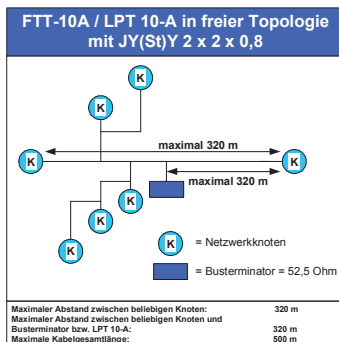 FTT-10A / LPT 10-A in freier Topologie
mit JY(St)Y 2 x 2 x 0,8
K
K
maximal 320 m
K
K
maximal 320 m
K
K
K
K = Netzwerkknoten
= Busterminator = 52,5 Ohm
Maximaler Abstand zwischen beliebigen Knoten: 320 m
Maximaler Abstand zwischen beliebigen Knoten und
Busterminator bzw. LPT 10-A: 320 m
Maximale Kabelgesamtlänge: 500 m